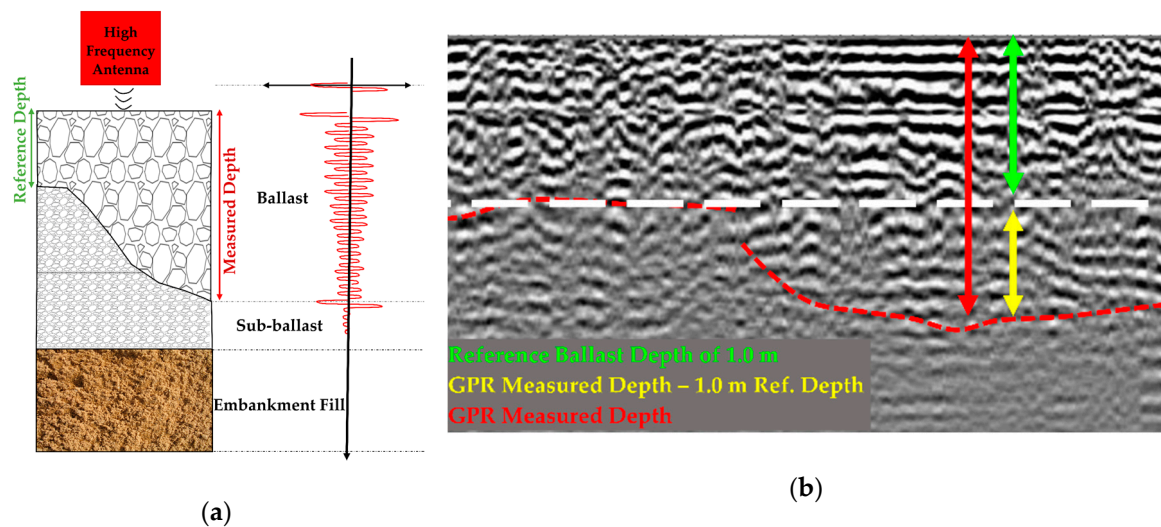 High
Frequency
Antenna
Reference Depth
Measured Depth
Ballast
Sub-ballast
Embankment Fill
(a)
Reference Ballast Depth of 1.0 m
GPR Measured Depth – 1.0 m Ref. Depth
GPR Measured Depth
(b)